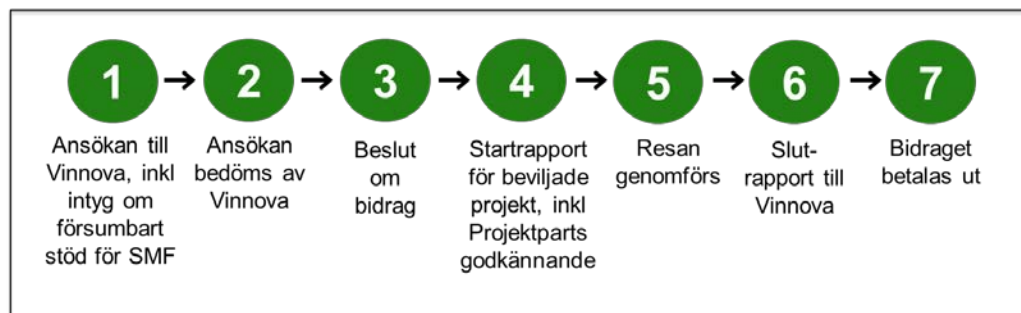 1
Ansökan till
Vinnova, inkl
intyg om
försumbart
stöd för SMF
2
Ansökan
bedöms av
Vinnova
3
Beslut
om
bidrag
4
Startrapport
för beviljade
projekt, inkl
Projektparts
godkännande
5
Resan
genomförs
6
Slut-
rapport till
Vinnova
7
Bidraget
betalas ut